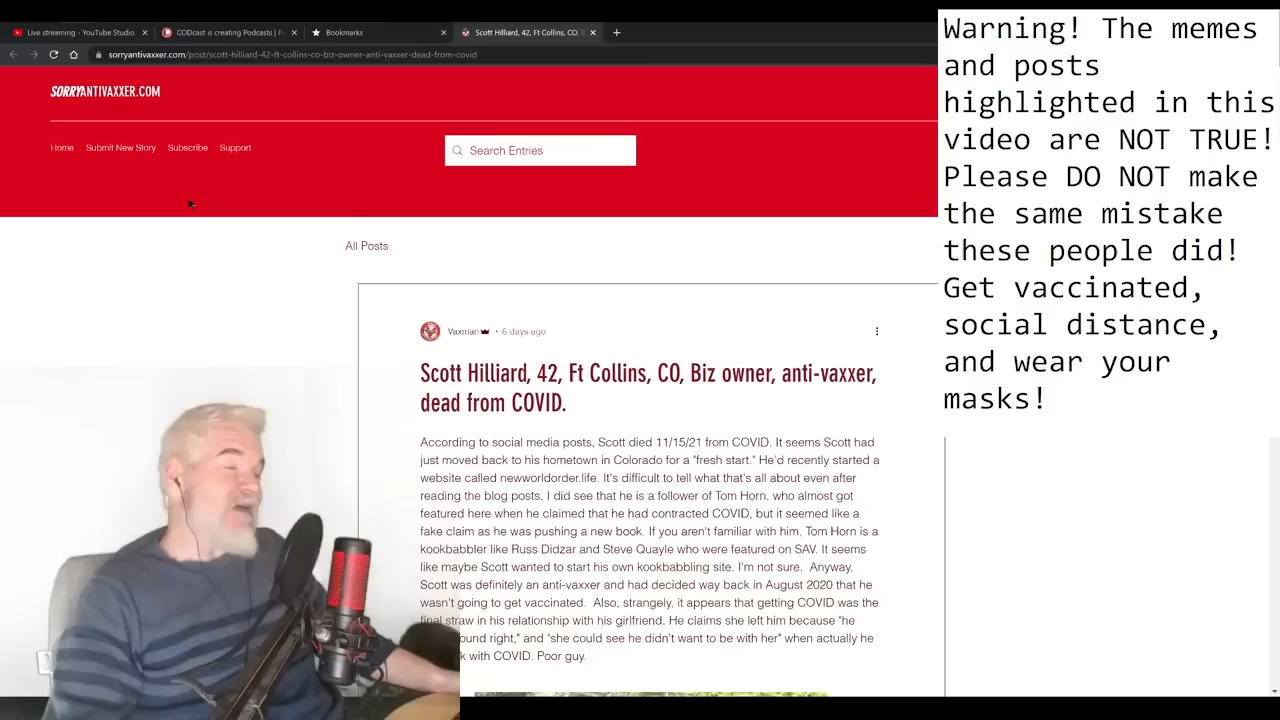 Live streaming - YouTube Studio
CODcast is creating Podcasts |
Bookmarks
Scott Hilliard, 42, Ft Collins, CO,
sorryantivaxxer.com/post/scott-hilliard-42-ft-collins-co-biz-owner-anti-vaxxer-dead-from-covid
SORRYANTIVAXXER.COM
Home Submit New Story Subscribe Support
Search Entries
All Posts
Vaxman · 6 days ago
Scott Hilliard, 42, Ft Collins, CO, Biz owner, anti-vaxxer,
dead from COVID.
According to social media posts, Scott died 11/15/21 from COVID. It seems Scott had
just moved back to his hometown in Colorado for a "fresh start." He'd recently started a
website called newworldorder.life. It's difficult to tell what that's all about even after
reading the blog posts. I did see that he is a follower of Tom Horn, who almost got
featured here when he claimed that he had contracted COVID, but it seemed like a
fake claim as he was pushing a new book. If you aren't familiar with him, Tom Horn is a
kookbabbler like Russ Didzar and Steve Quayle who were featured on SAV. It seems
like maybe Scott wanted to start his own kookbabbling site. I'm not sure. Anyway,
Scott was definitely an anti-vaxxer and had decided way back in August 2020 that he
wasn't going to get vaccinated. Also, strangely, it appears that getting COVID was the
final straw in his relationship with his girlfriend. He claims she left him because "he
right," and "she could see he didn't want to be with her" when actually he
with COVID. Poor guy.
Warning! The memes
and posts
highlighted in this
video are NOT TRUE!
Please DO NOT make
the same mistake
these people did!
Get vaccinated,
social distance,
and wear your
masks!